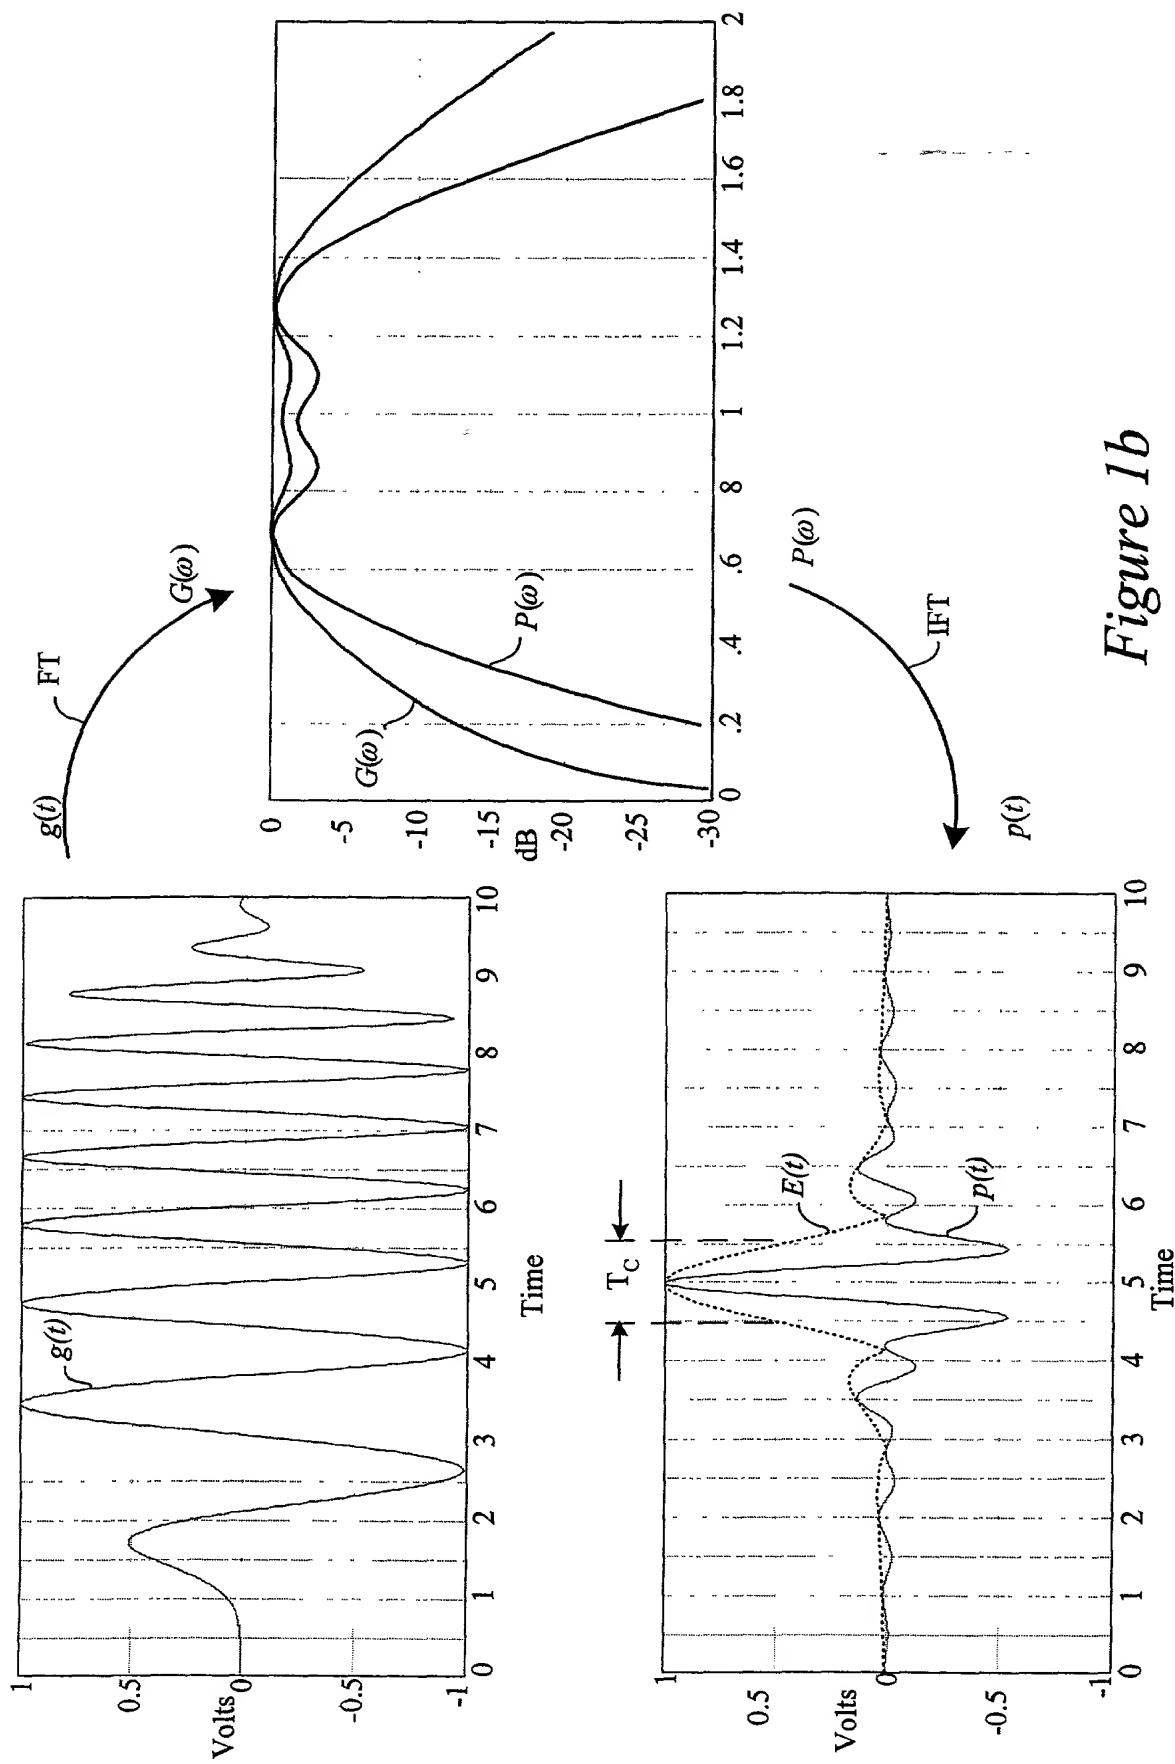 g(t)
FT
G(ω)
1
0.5
Volts
0
-0.5
-1
g(t)
0 1 2 3 4 5 6 7 8 9 10
Time
0
-5
-10
-15
dB
-20
-25
-30
G(ω)
P(ω)
0 .2 .4 .6 .8 1 1.2 1.4 1.6 1.8 2
P(ω)
IFT
p(t)
1
0.5
Volts
0
-0.5
-1
T_C
E(t)
p(t)
0 1 2 3 4 5 6 7 8 9 10
Time
Figure 1b